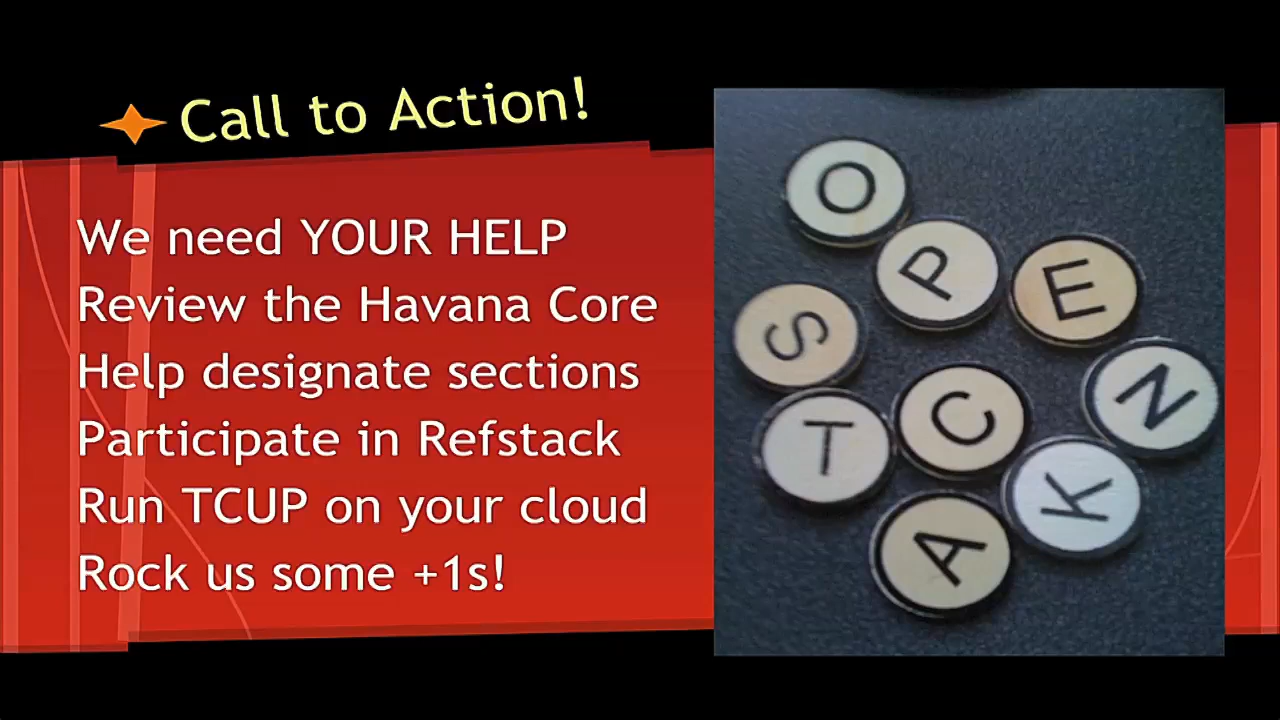 Call to Action!
We need YOUR HELP
Review the Havana Core
Help designate sections
Participate in Refstack
Run TCUP on your cloud
Rock us some +1s!
O
P
E
S
N
T
C
K
A